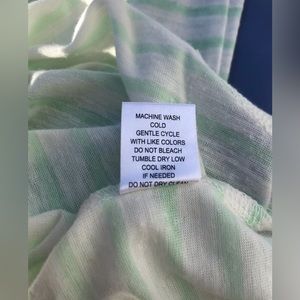 MACHINE WASH
COLD
GENTLE CYCLE
WITH LIKE COLORS
DO NOT BLEACH
TUMBLE DRY LOW
COOL IRON
IF NEEDED
DO NOT DRY CLEAN